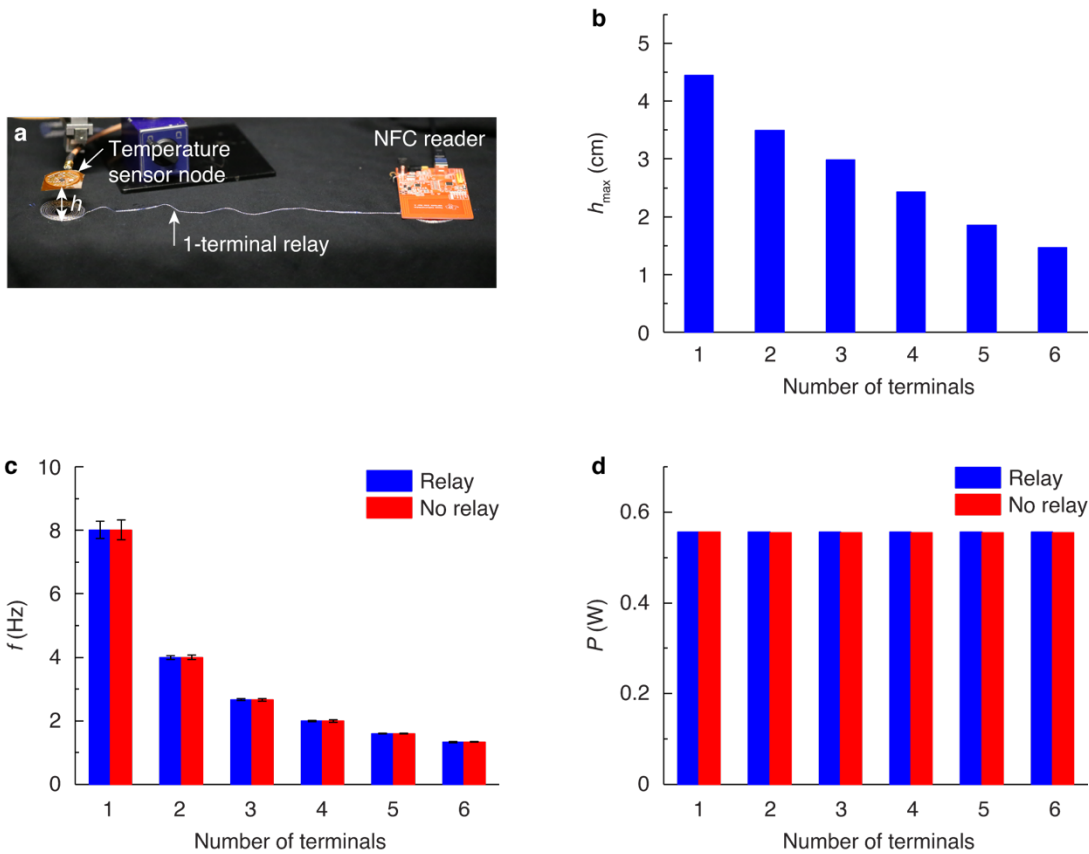 a
Temperature
sensor node
h
1-terminal relay
NFC reader
b
5
4
3
2
1
0
h max (cm)
1 2 3 4 5 6
Number of terminals
c
10
8
6
4
2
0
f (Hz)
Relay
No relay
1 2 3 4 5 6
Number of terminals
d
0.6
0.4
0.2
0
P (W)
Relay
No relay
1 2 3 4 5 6
Number of terminals